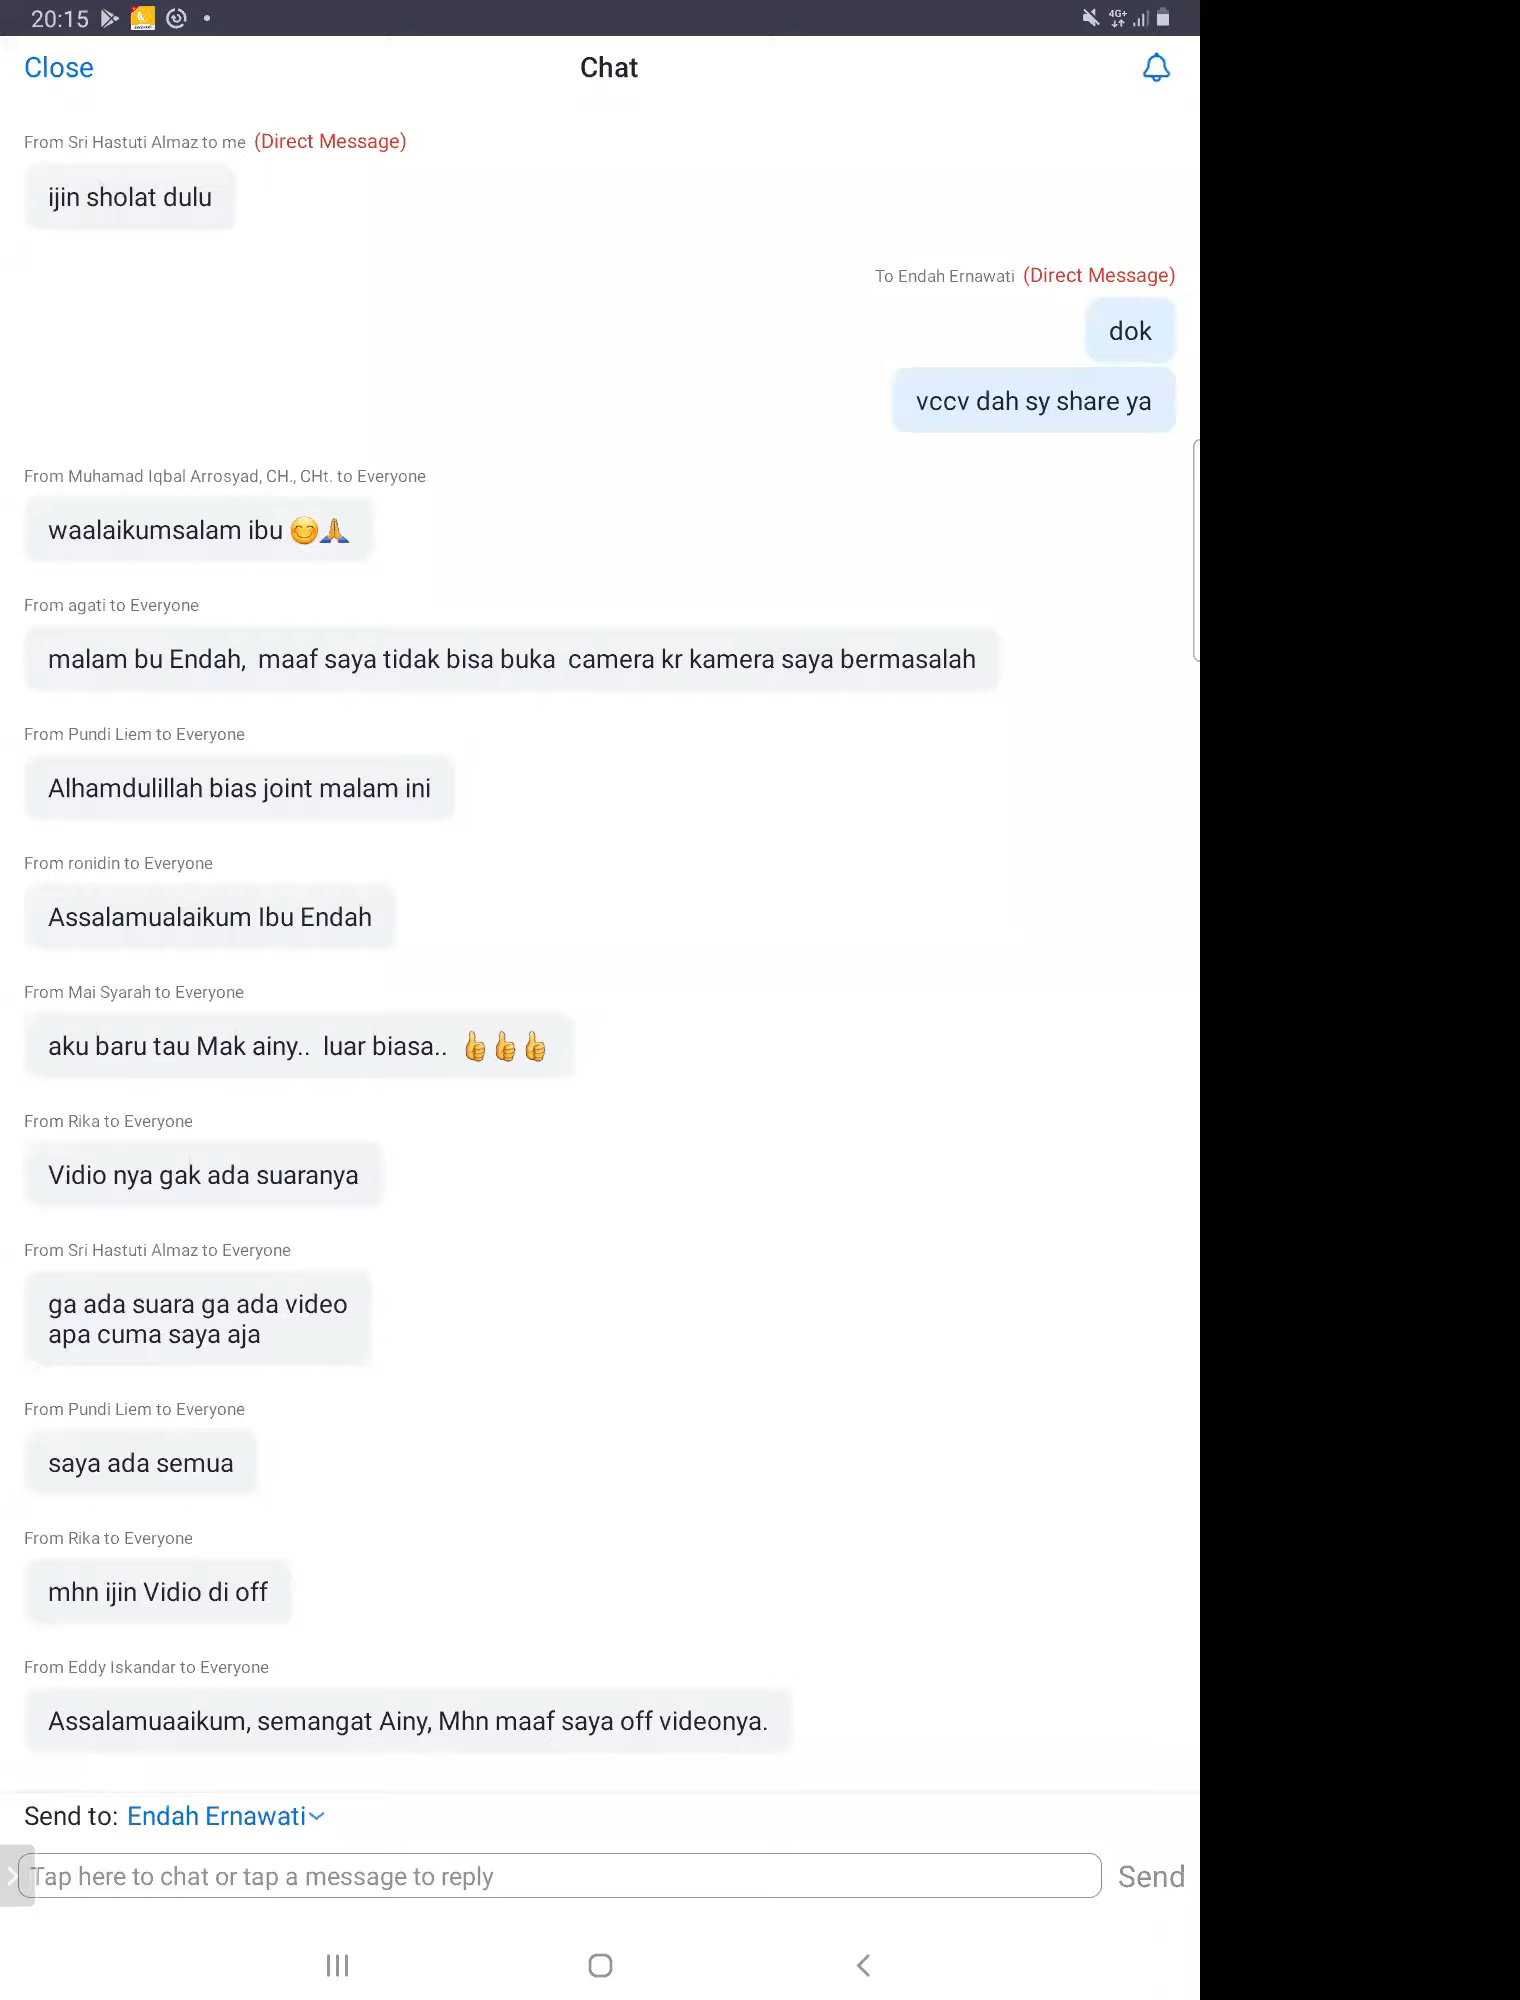 20:15
4G+
Close
Chat
From Sri Hastuti Almaz to me (Direct Message)
ijin sholat dulu
To Endah Ernawati (Direct Message)
dok
vccv dah sy share ya
From Muhamad Iqbal Arrosyad, CH., CHt. to Everyone
waalaikumsalam ibu 😊🙏
From agati to Everyone
malam bu Endah,  maaf saya tidak bisa buka  camera kr kamera saya bermasalah
From Pundi Liem to Everyone
Alhamdulillah bias joint malam ini
From ronidin to Everyone
Assalamualaikum Ibu Endah
From Mai Syarah to Everyone
aku baru tau Mak ainy..  luar biasa..  👍👍👍
From Rika to Everyone
Vidio nya gak ada suaranya
From Sri Hastuti Almaz to Everyone
ga ada suara ga ada video
apa cuma saya aja
From Pundi Liem to Everyone
saya ada semua
From Rika to Everyone
mhn ijin Vidio di off
From Eddy Iskandar to Everyone
Assalamuaaikum, semangat Ainy, Mhn maaf saya off videonya.
Send to: Endah Ernawati
Tap here to chat or tap a message to reply
Send